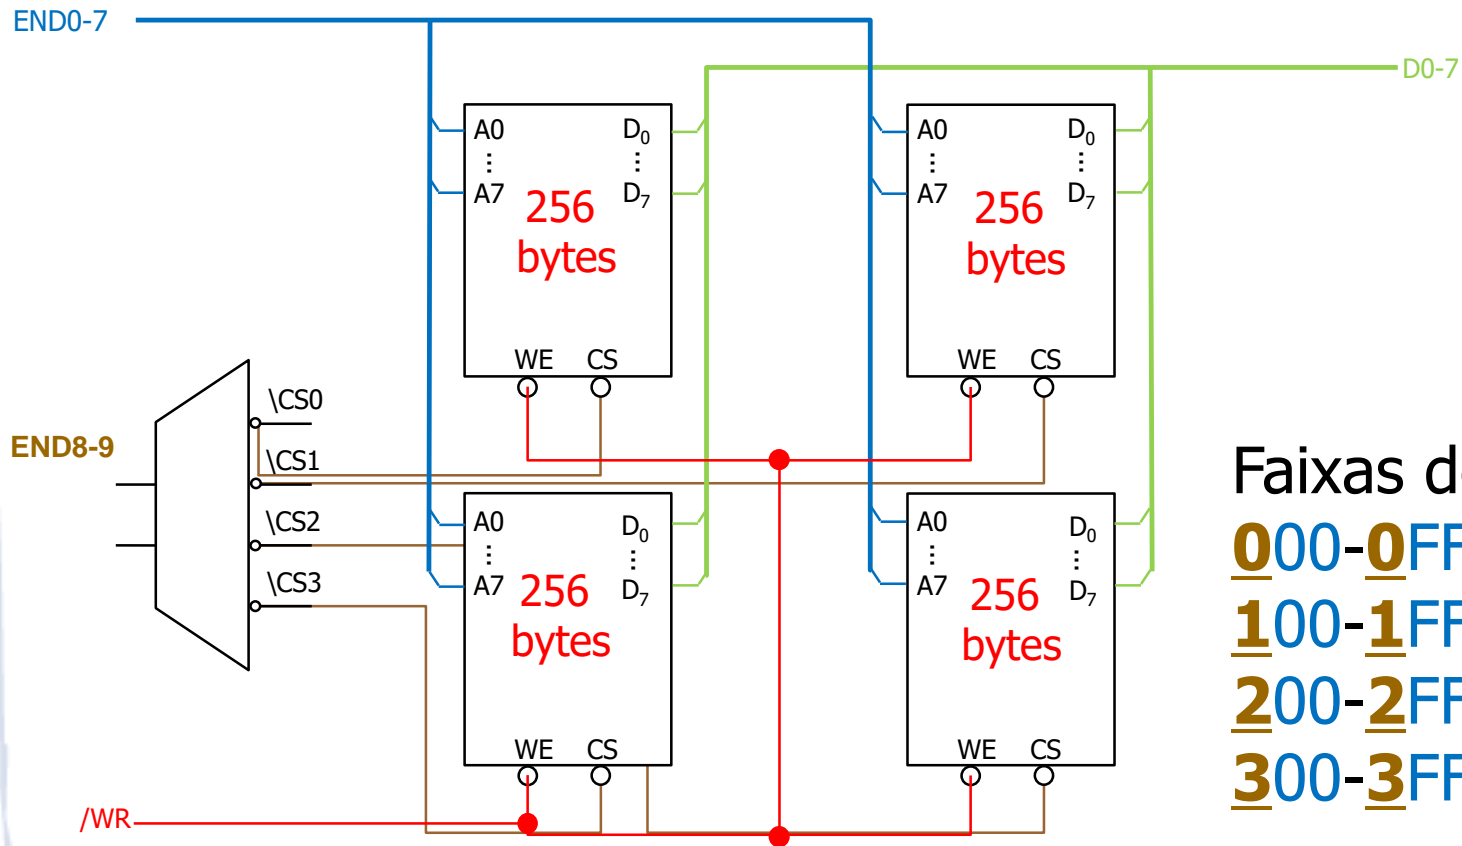 END0-7
D0-7
A0
⋮
A7
D0
⋮
D7
256
bytes
WE CS
A0
⋮
A7
D0
⋮
D7
256
bytes
WE CS
END8-9
\CS0
\CS1
\CS2
\CS3
A0
⋮
A7
D0
⋮
D7
256
bytes
WE CS
A0
⋮
A7
D0
⋮
D7
256
bytes
WE CS
/WR
Faixas
000-0FF
100-1FF
200-2FF
300-3FF